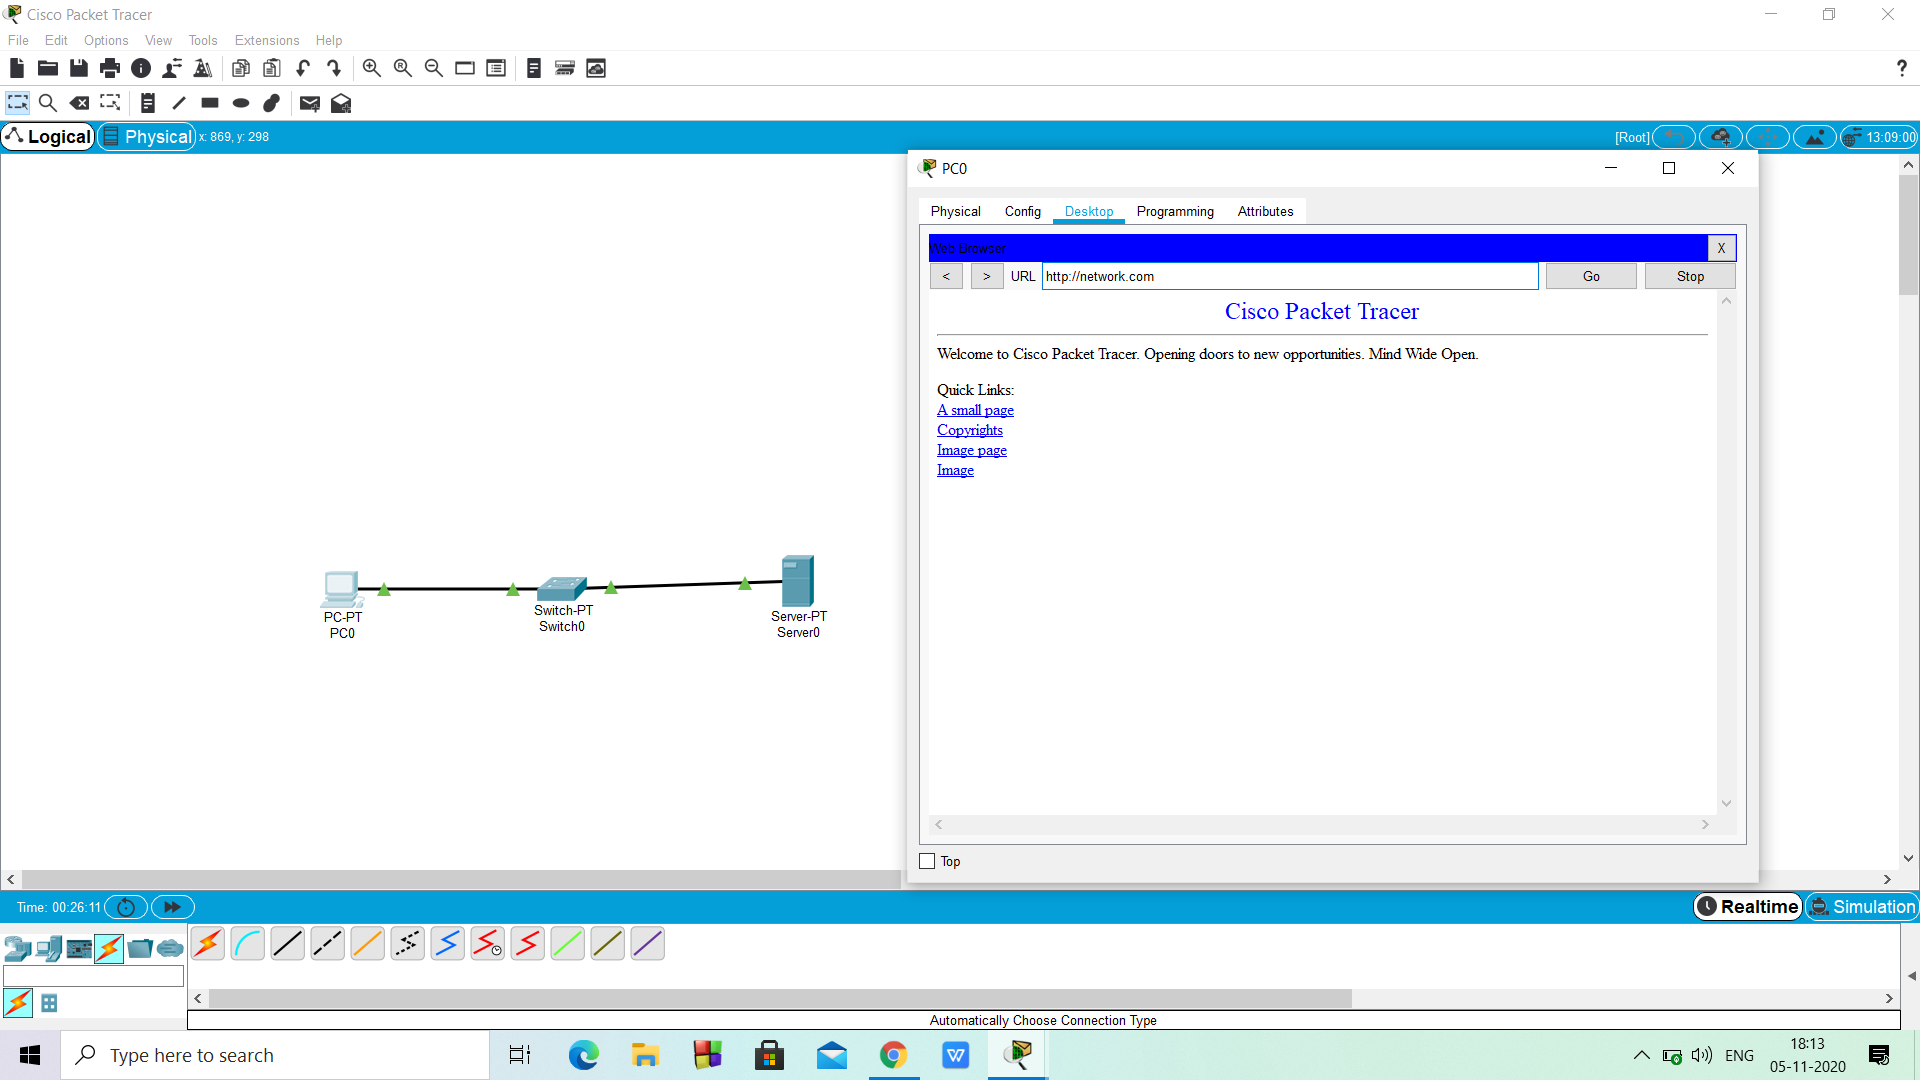 Cisco Packet Tracer
File Edit Options View Tools Extensions Help
?
Logical Physical x: 869, y: 298 [Root] 13:09:00
PC0
Physical Config Desktop Programming Attributes
Web Browser X
< > URL http://network.com Go Stop
Cisco Packet Tracer
Welcome to Cisco Packet Tracer. Opening doors to new opportunities. Mind Wide Open.
Quick Links:
A small page
Copyrights
Image page
Image
PC-PT
PC0
Switch-PT
Switch0
Server-PT
Server0
Top
Time: 00:26:11 Realtime Simulation
Automatically Choose Connection Type
Type here to search
ENG
18:13
05-11-2020